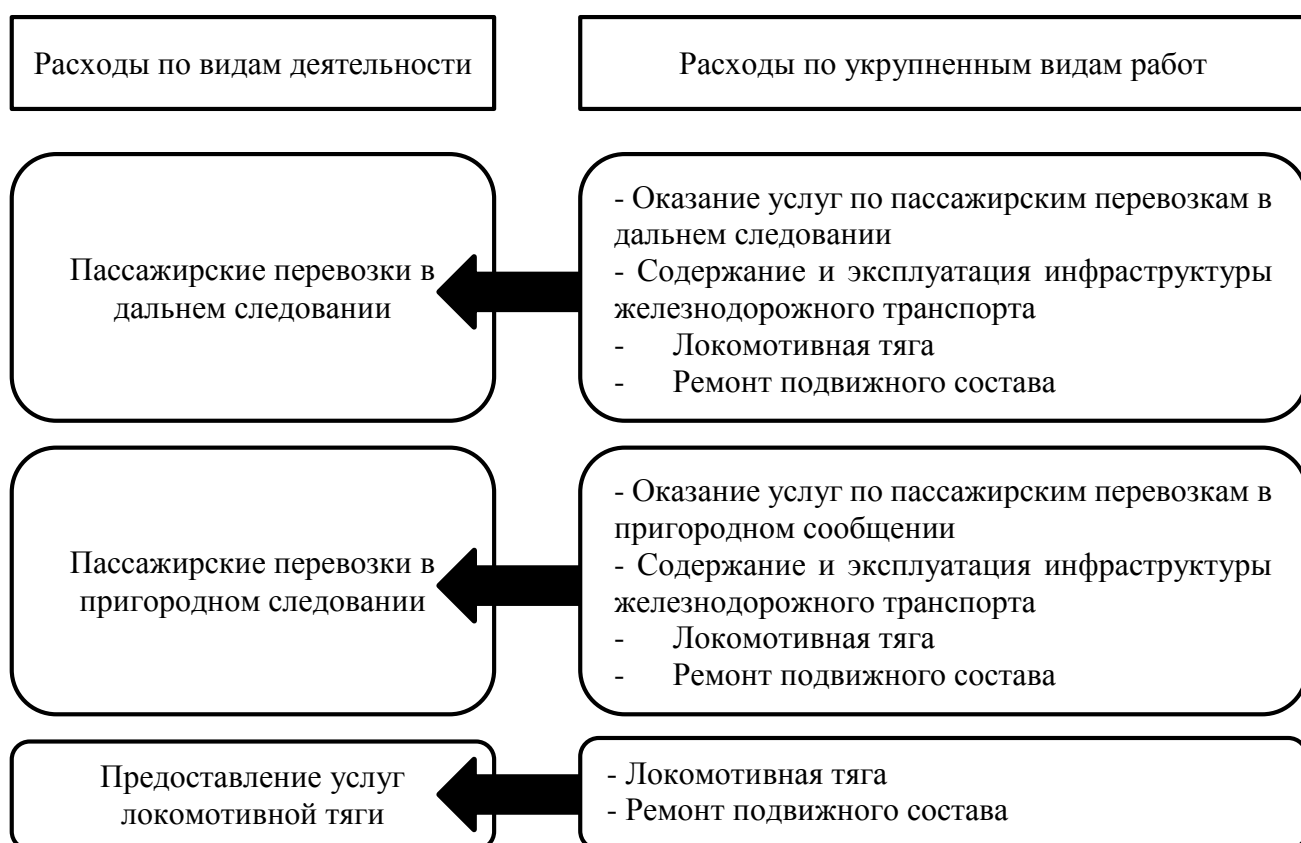 Расходы по видам деятельности
Расходы по укрупненным видам работ
Пассажирские перевозки в
дальнем следовании
- Оказание услуг по пассажирским перевозкам в
дальнем следовании
- Содержание и эксплуатация инфраструктуры
железнодорожного транспорта
- Локомотивная тяга
- Ремонт подвижного состава
Пассажирские перевозки в
пригородном следовании
- Оказание услуг по пассажирским перевозкам в
пригородном сообщении
- Содержание и эксплуатация инфраструктуры
железнодорожного транспорта
- Локомотивная тяга
- Ремонт подвижного состава
Предоставление услуг
локомотивной тяги
- Локомотивная тяга
- Ремонт подвижного состава